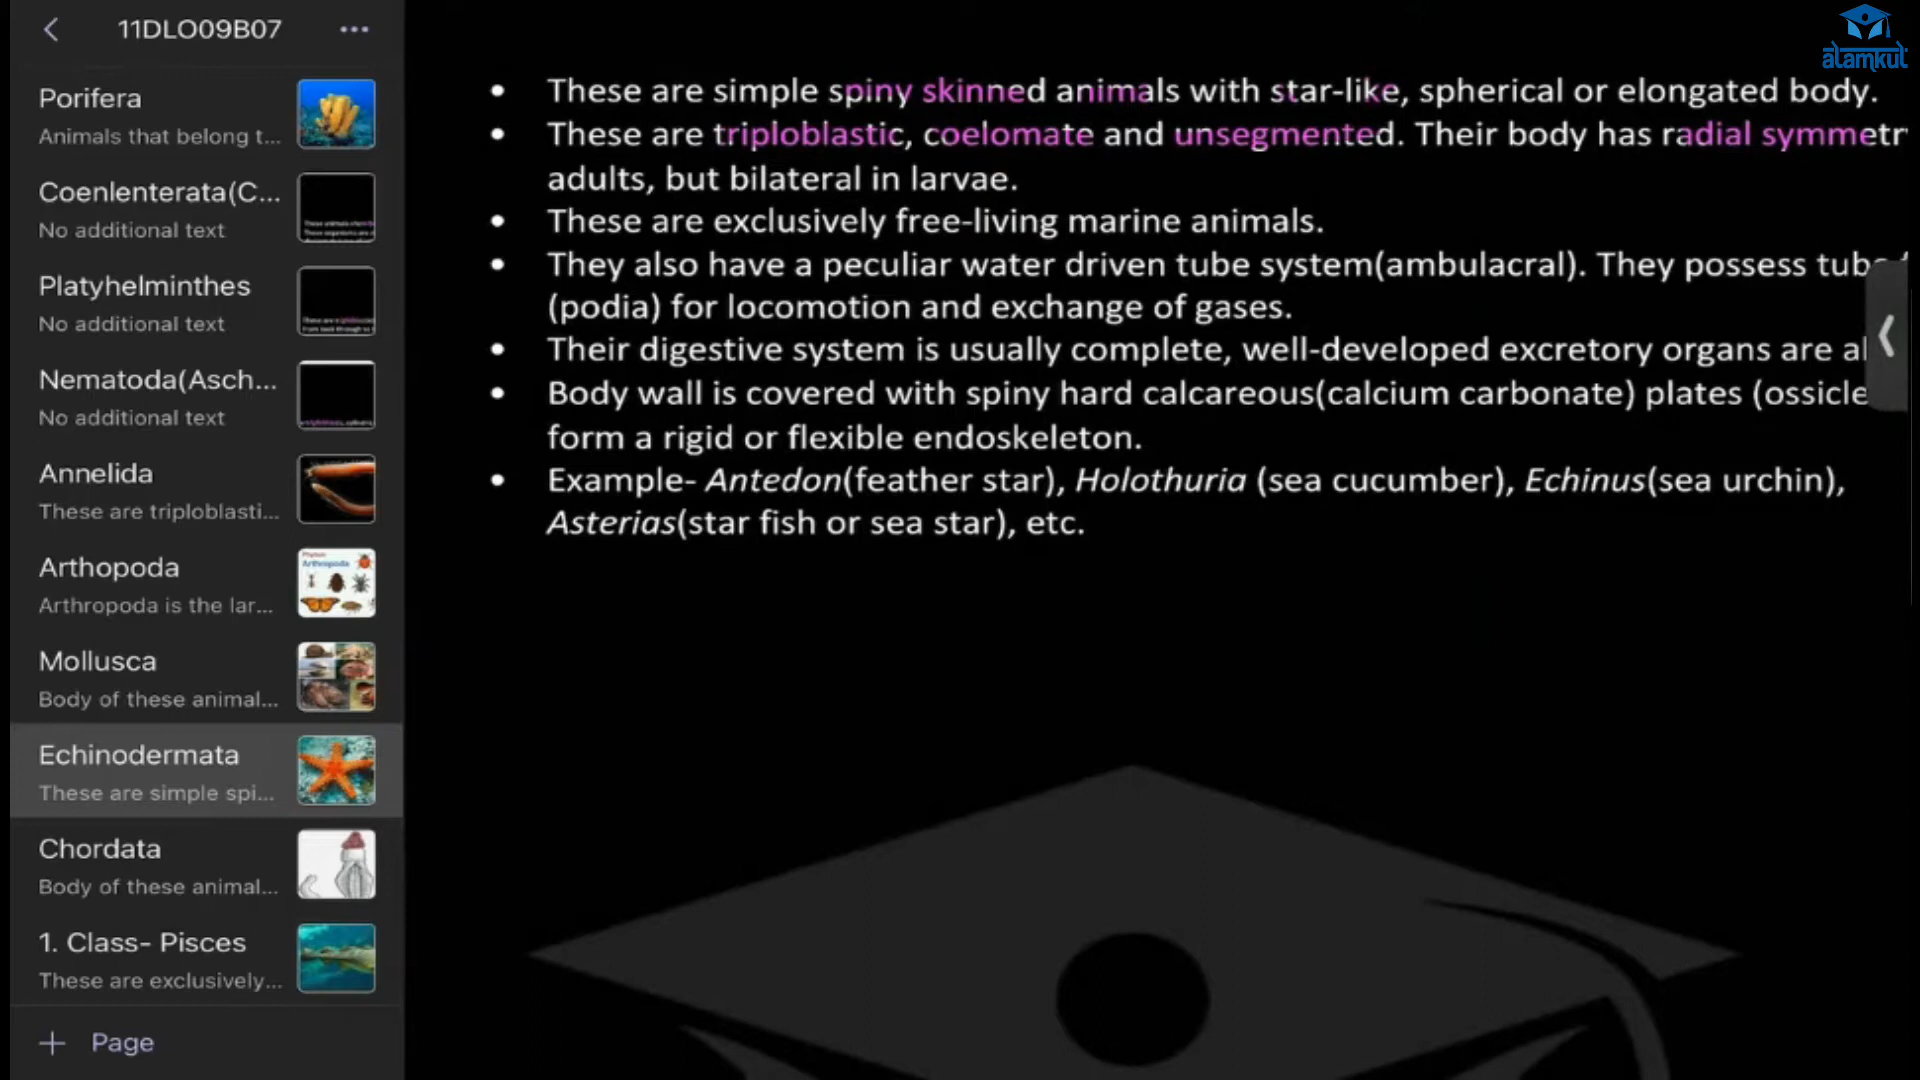 11DLO09B07
Porifera
Animals that belong t...
Coenlenterata(C...
No additional text
Platyhelminthes
No additional text
Nematoda(Asch...
No additional text
Annelida
These are triploblasti...
Arthopoda
Arthropoda is the lar...
Mollusca
Body of these animal...
Echinodermata
These are simple spi...
Chordata
Body of these animal...
1. Class- Pisces
These are exclusively...
+ Page
alamkul
• These are simple spiny skinned animals with star-like, spherical or elongated body.
• These are triploblastic, coelomate and unsegmented. Their body has radial symmetr
adults, but bilateral in larvae.
• These are exclusively free-living marine animals.
• They also have a peculiar water driven tube system(ambulacral). They possess tube
(podia) for locomotion and exchange of gases.
• Their digestive system is usually complete, well-developed excretory organs are al
• Body wall is covered with spiny hard calcareous(calcium carbonate) plates (ossicle
form a rigid or flexible endoskeleton.
• Example- Antedon(feather star), Holothuria (sea cucumber), Echinus(sea urchin),
Asterias(star fish or sea star), etc.